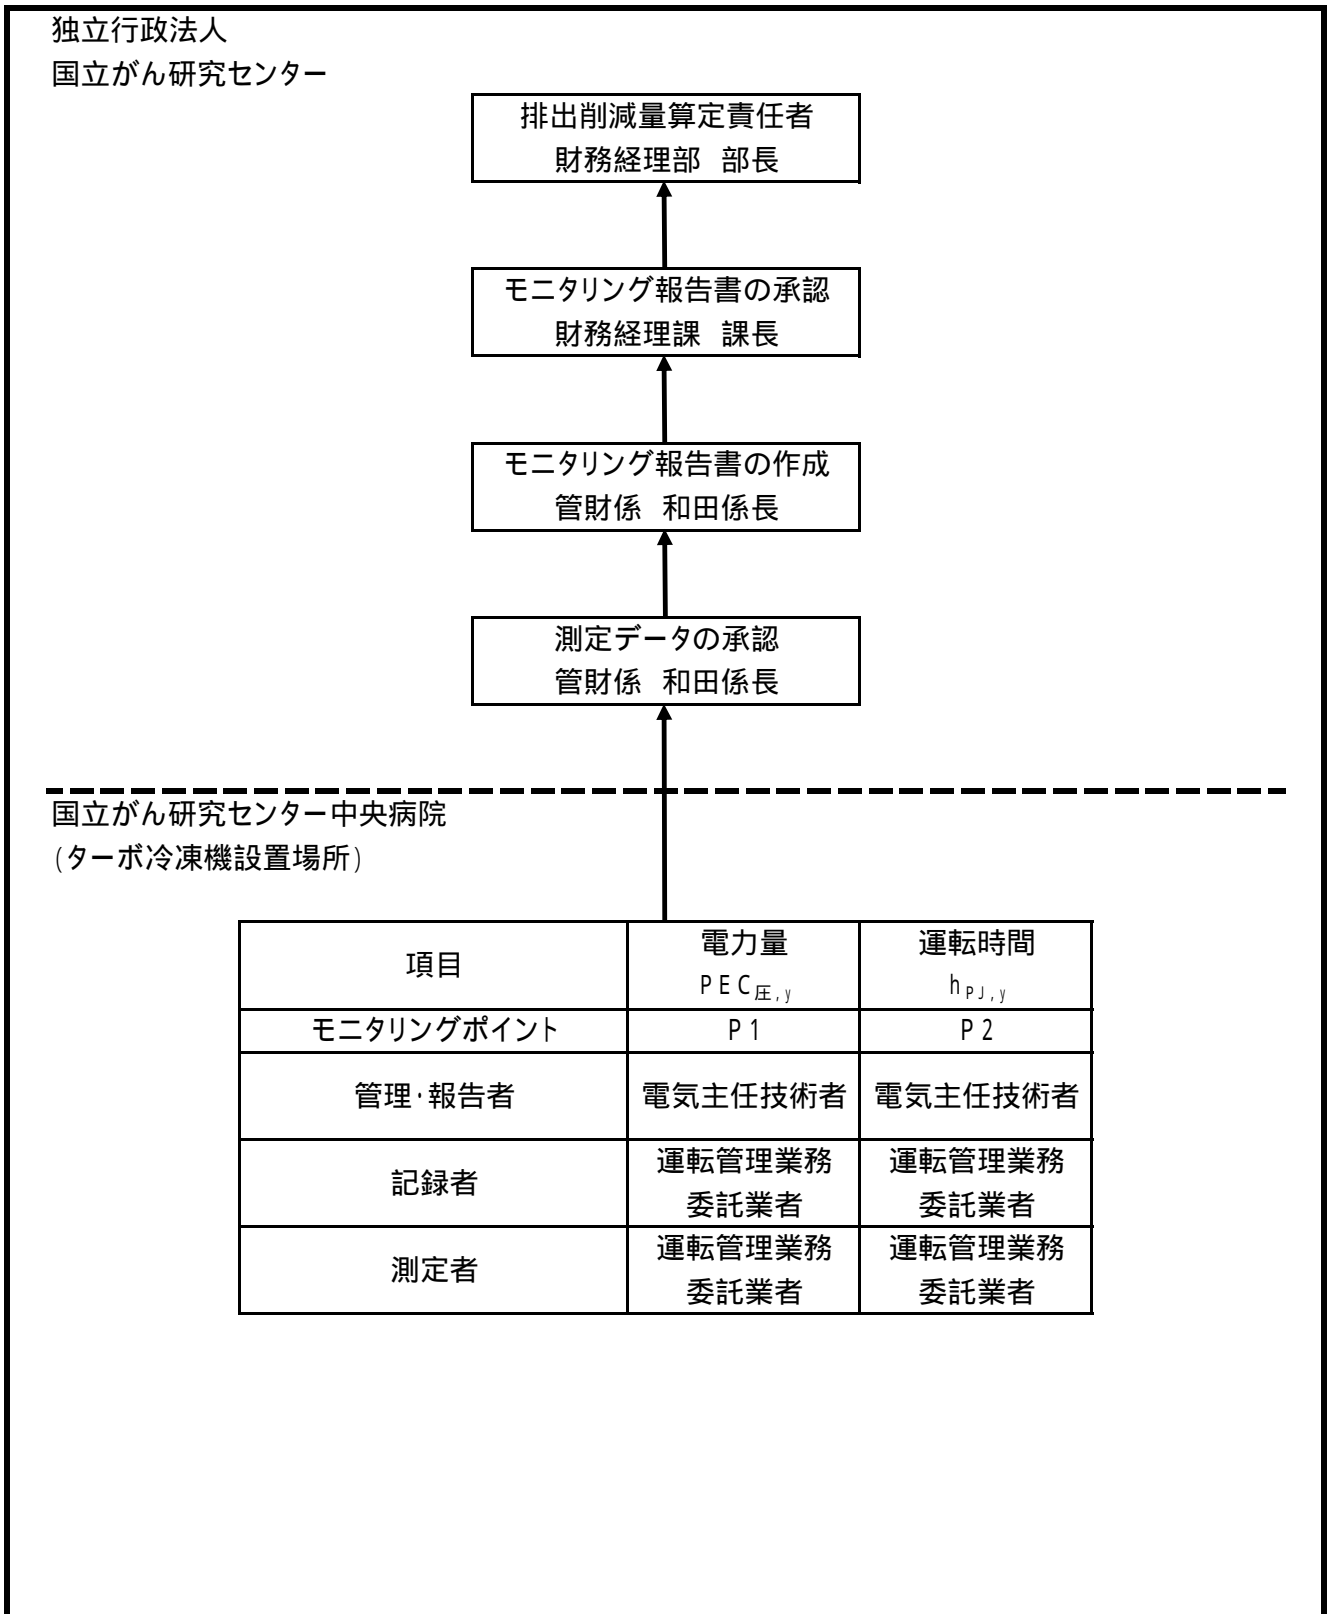 独立行政法人
国立がん研究センター
排出削減量算定責任者
財務経理部 部長
モニタリング報告書の承認
財務経理課 課長
モニタリング報告書の作成
管財係 和田係長
測定データの承認
管財係 和田係長
国立がん研究センター中央病院
(ターボ冷凍機設置場所)
項目 電力量 PEC圧,y 運転時間 hPJ,y
モニタリングポイント P1 P2
管理・報告者 電気主任技術者 電気主任技術者
記録者 運転管理業務 運転管理業務
委託業者 委託業者
測定者 運転管理業務 運転管理業務
委託業者 委託業者